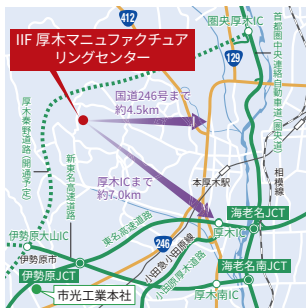 412
圏央厚木IC
IIF 厚木マニュファクチュア
リングセンター
129
首都圏中央連絡自動車道(圏央道)
国道246号まで
約4.5km
厚木秦野道路(開通予定)
新東名高速道路
厚木ICまで
約7.0km
本厚木駅
相模線
海老名JCT
東名高速道路
厚木IC
伊勢原大山IC
246
伊勢原市
小田急小田原線
小田原厚木道路
海老名南JCT
伊勢原JCT
市光工業本社
厚木南IC